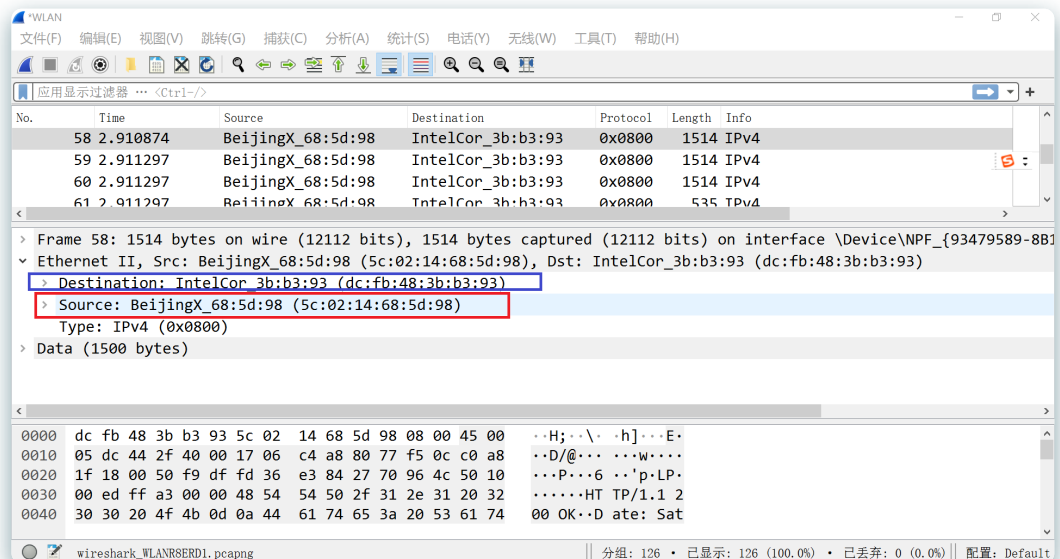 *WLAN
文件(F) 编辑(E) 视图(V) 跳转(G) 捕获(C) 分析(A) 统计(S) 电话(Y) 无线(W) 工具(T) 帮助(H)
应用显示过滤器 … <Ctrl-/>
No. Time Source Destination Protocol Length Info
58 2.910874 BeijingX_68:5d:98 IntelCor_3b:b3:93 0x0800 1514 IPv4
59 2.911297 BeijingX_68:5d:98 IntelCor_3b:b3:93 0x0800 1514 IPv4
60 2.911297 BeijingX_68:5d:98 IntelCor_3b:b3:93 0x0800 1514 IPv4
61 2.911297 BeijingX_68:5d:98 IntelCor_3b:b3:93 0x0800 535 IPv4
Frame 58: 1514 bytes on wire (12112 bits), 1514 bytes captured (12112 bits) on interface \Device\NPF_{93479589-8B1
Ethernet II, Src: BeijingX_68:5d:98 (5c:02:14:68:5d:98), Dst: IntelCor_3b:b3:93 (dc:fb:48:3b:b3:93)
Destination: IntelCor_3b:b3:93 (dc:fb:48:3b:b3:93)
Source: BeijingX_68:5d:98 (5c:02:14:68:5d:98)
Type: IPv4 (0x0800)
Data (1500 bytes)
0000 dc fb 48 3b b3 93 5c 02 14 68 5d 98 08 00 45 00 ··H;··\· ·h]···E·
0010 05 dc 44 2f 40 00 17 06 c4 a8 80 77 f5 0c c0 a8 ··D/@··· ···w····
0020 1f 18 00 50 f9 df fd 36 e3 84 27 70 96 4c 50 10 ···P···6 ··'p·LP·
0030 00 ed ff a3 00 00 48 54 54 50 2f 31 2e 31 20 32 ······HT TP/1.1 2
0040 30 30 20 4f 4b 0d 0a 44 61 74 65 3a 20 53 61 74 00 OK··D ate: Sat
wireshark_WLANR8ERD1.pcapng 分组: 126 · 已显示: 126 (100.0%) · 已丢弃: 0 (0.0%) 配置: Default